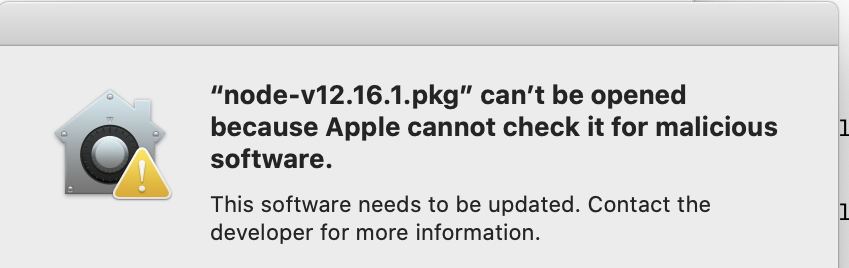 “node-v12.16.1.pkg” can’t be opened
because Apple cannot check it for malicious
software.
This software needs to be updated. Contact the
developer for more information.